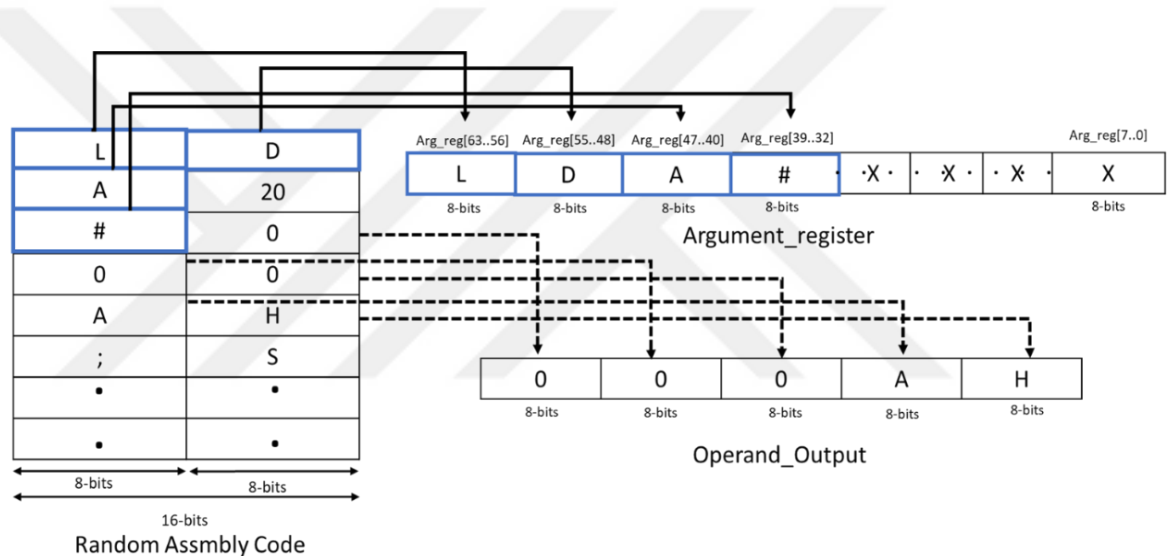 L D
A 20
# 0
0 0
A H
; S
. .
. .
8-bits 8-bits
16-bits
Random Assmbly Code
Arg_reg[63..56] Arg_reg[55..48] Arg_reg[47..40] Arg_reg[39..32] Arg_reg[7..0]
L D A # ·X · · X · · X · X
8-bits 8-bits 8-bits 8-bits 8-bits
Argument_register
0 0 0 A H
8-bits 8-bits 8-bits 8-bits 8-bits
Operand_Output